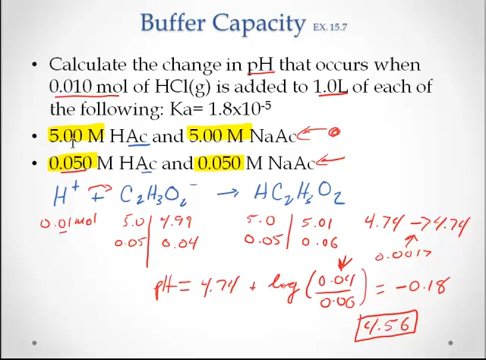 Buffer Capacity EX. 15.7
• Calculate the change in pH that occurs when
0.010 mol of HCl(g) is added to 1.0L of each of
the following: Ka= 1.8x10⁻⁵
• 5.00 M HAc and 5.00 M NaAc
• 0.050 M HAc and 0.050 M NaAc
H⁺ + C₂H₃O₂⁻ → HC₂H₃O₂
0.01mol 5.0 | 4.99 5.0 | 5.01 4.74 → 4.74
0.05 | 0.04 0.05 | 0.06 0.0017
pH = 4.74 + log (0.04/0.06) = -0.18
4.56